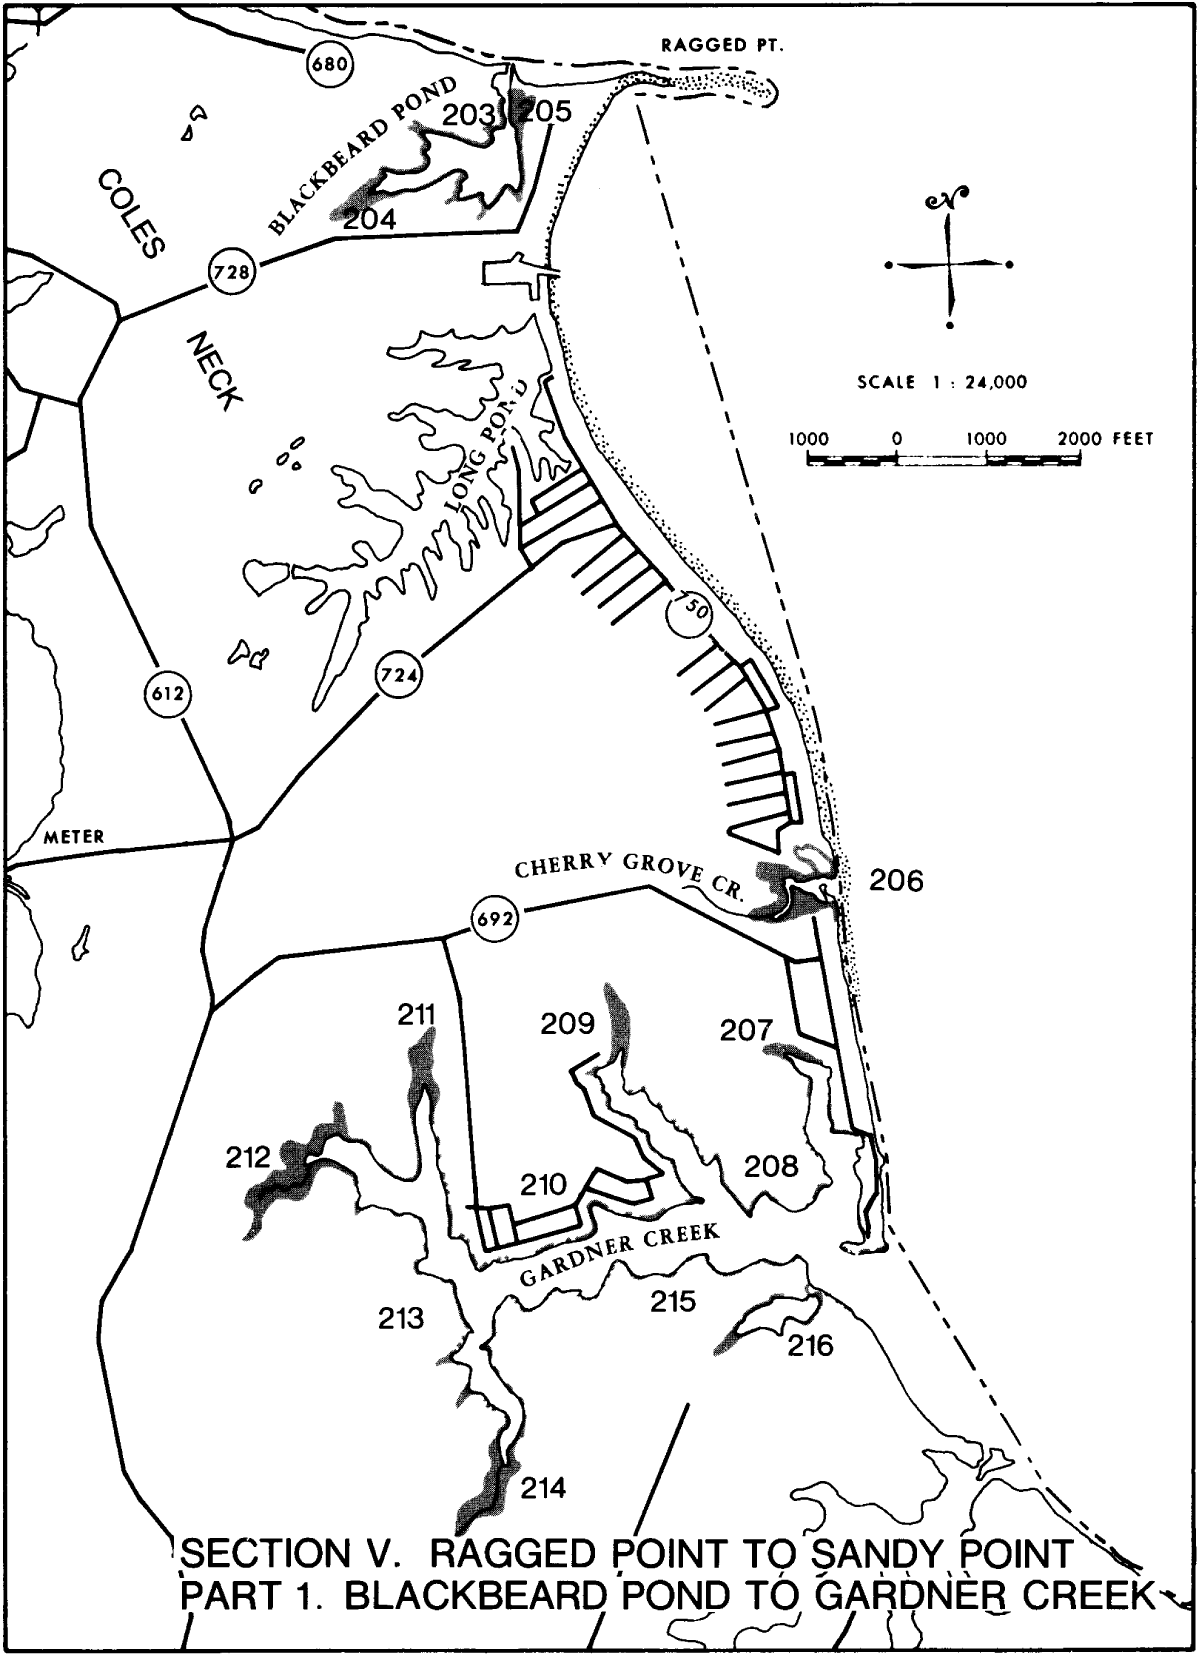 RAGGED PT.
680
BLACKBEARD POND
203
205
204
COLES
NECK
728
N
SCALE 1 : 24,000
1000 0 1000 2000 FEET
LONG POND
750
724
612
METER
CHERRY GROVE CR.
206
692
211
209
207
212
210
208
GARDNER CREEK
213
215
216
214
SECTION V. RAGGED POINT TO SANDY POINT
PART 1. BLACKBEARD POND TO GARDNER CREEK